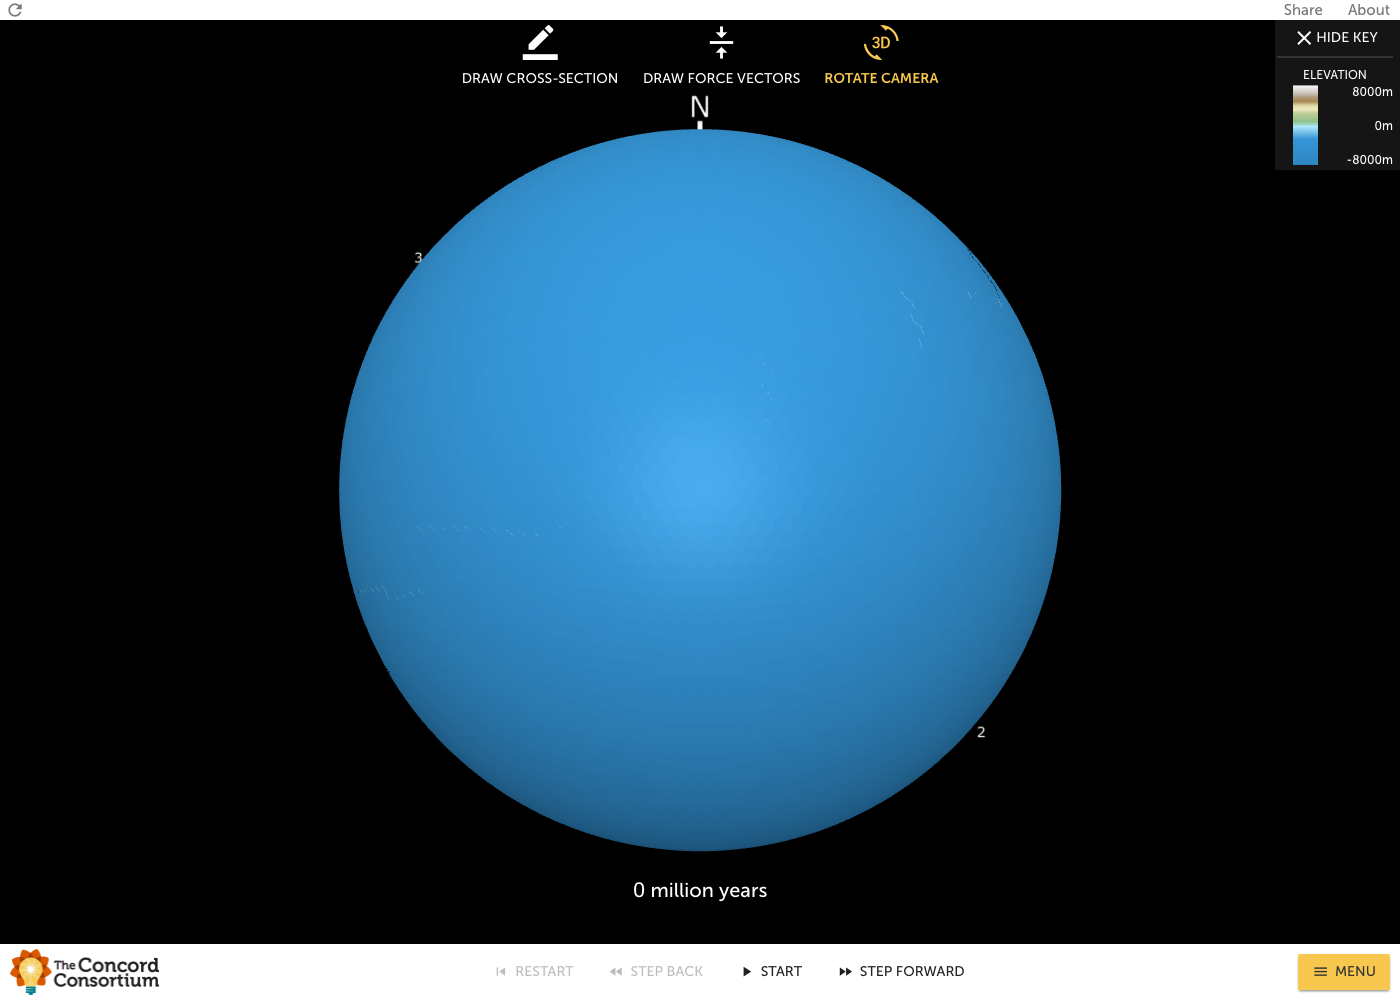 Share
About
DRAW CROSS-SECTION
DRAW FORCE VECTORS
3D
ROTATE CAMERA
HIDE KEY
ELEVATION
8000m
0m
-8000m
N
3
2
0 million years
The Concord
Consortium
RESTART
STEP BACK
START
STEP FORWARD
MENU